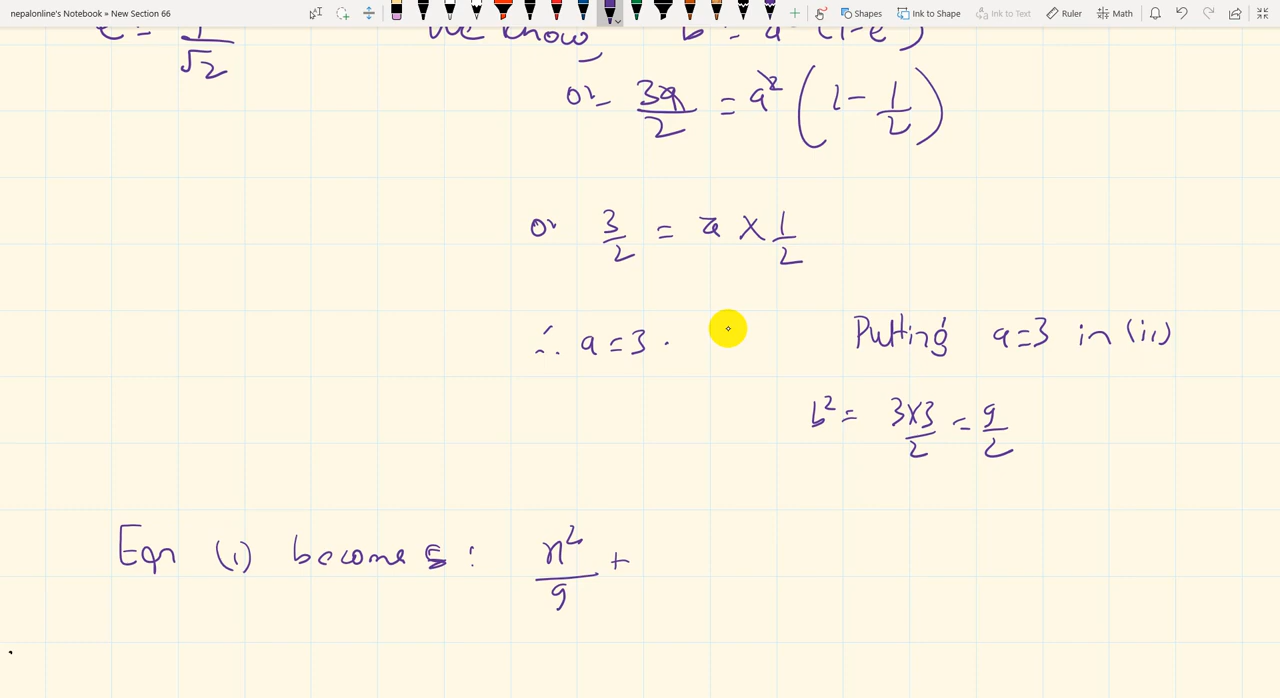 nepalonline's Notebook » New Section 66
Shapes Ink to Shape Ink to Text Ruler Math
e = 1/√2 We know b² = a² (1-e²)
or 3a/2 = a² (1 - 1/2)
or 3/2 = a × 1/2
∴ a = 3 .
Putting a=3 in (ii)
b² = 3×3/2 = 9/2
Eqn (i) becomes : x²/9 +